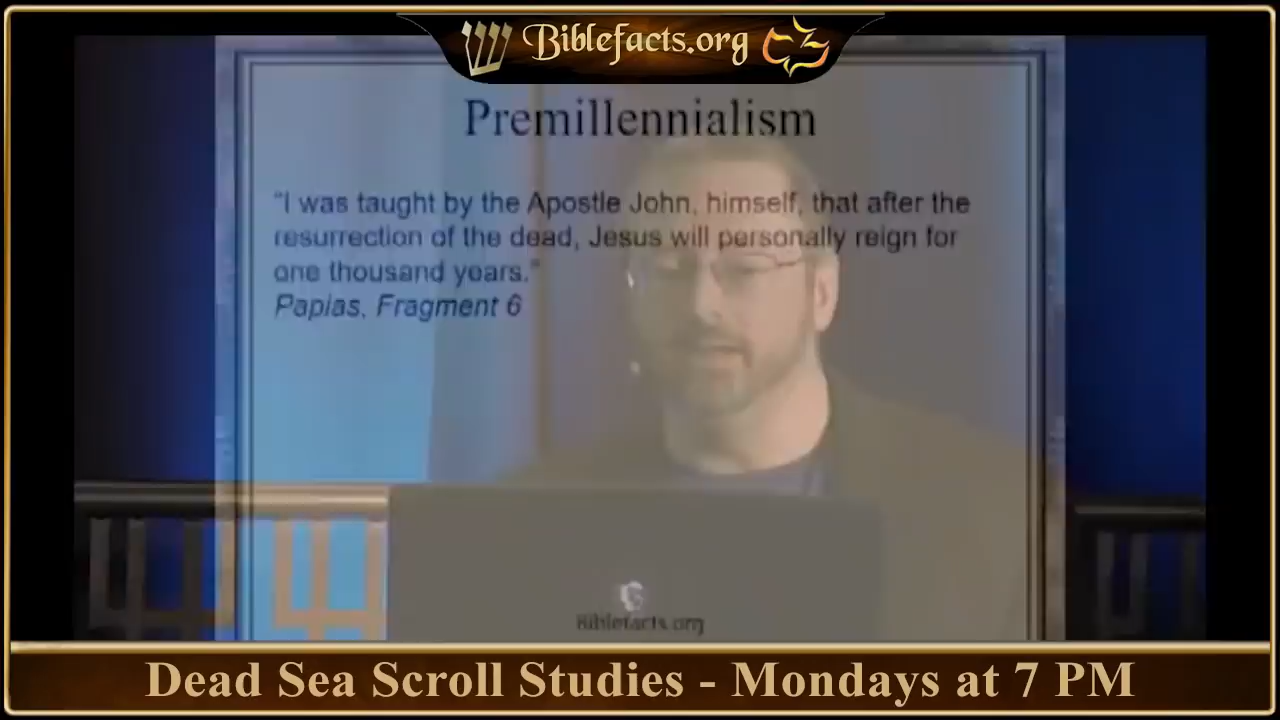 Biblefacts.org
Premillennialism
"I was taught by the Apostle John, himself, that after the
resurrection of the dead, Jesus will personally reign for
one thousand years."
Papias, Fragment 6
Biblefacts.org
Dead Sea Scroll Studies - Mondays at 7 PM